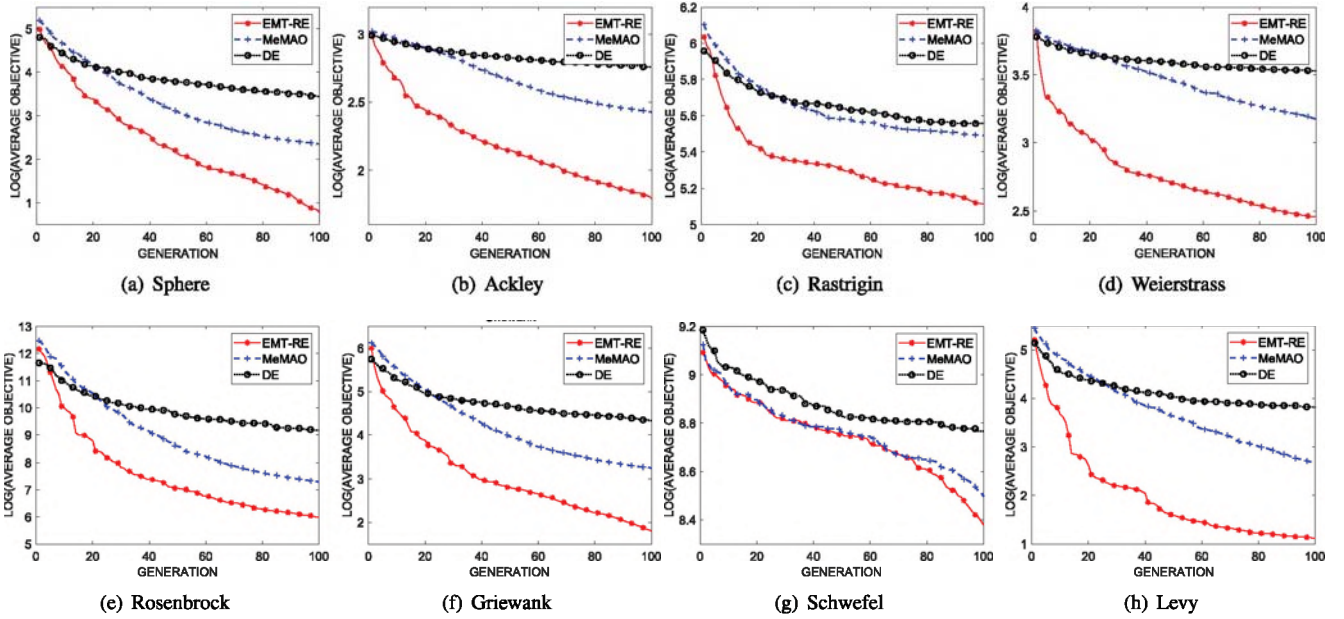 LOG(AVERAGE OBJECTIVE)
5
4
3
2
1
EMT-RE
MeMAO
DE
0 20 40 60 80 100
GENERATION
(a) Sphere
LOG(AVERAGE OBJECTIVE)
3
2.5
2
EMT-RE
MeMAO
DE
0 20 40 60 80 100
GENERATION
(b) Ackley
LOG(AVERAGE OBJECTIVE)
6.2
6
5.8
5.6
5.4
5.2
5
EMT-RE
MeMAO
DE
0 20 40 60 80 100
GENERATION
(c) Rastrigin
LOG(AVERAGE OBJECTIVE)
4
3.5
3
2.5
EMT-RE
MeMAO
DE
0 20 40 60 80 100
GENERATION
(d) Weierstrass
LOG(AVERAGE OBJECTIVE)
13
12
11
10
9
8
7
6
5
EMT-RE
MeMAO
DE
0 20 40 60 80 100
GENERATION
(e) Rosenbrock
LOG(AVERAGE OBJECTIVE)
6
5
4
3
2
EMT-RE
MeMAO
DE
0 20 40 60 80 100
GENERATION
(f) Griewank
LOG(AVERAGE OBJECTIVE)
9.2
9
8.8
8.6
8.4
EMT-RE
MeMAO
DE
0 20 40 60 80 100
GENERATION
(g) Schwefel
LOG(AVERAGE OBJECTIVE)
5
4
3
2
1
EMT-RE
MeMAO
DE
0 20 40 60 80 100
GENERATION
(h) Levy